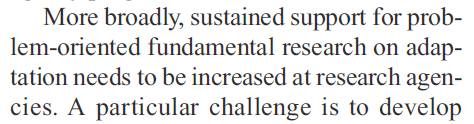 More broadly, sustained support for prob-
lem-oriented fundamental research on adap-
tation needs to be increased at research agen-
cies. A particular challenge is to develop